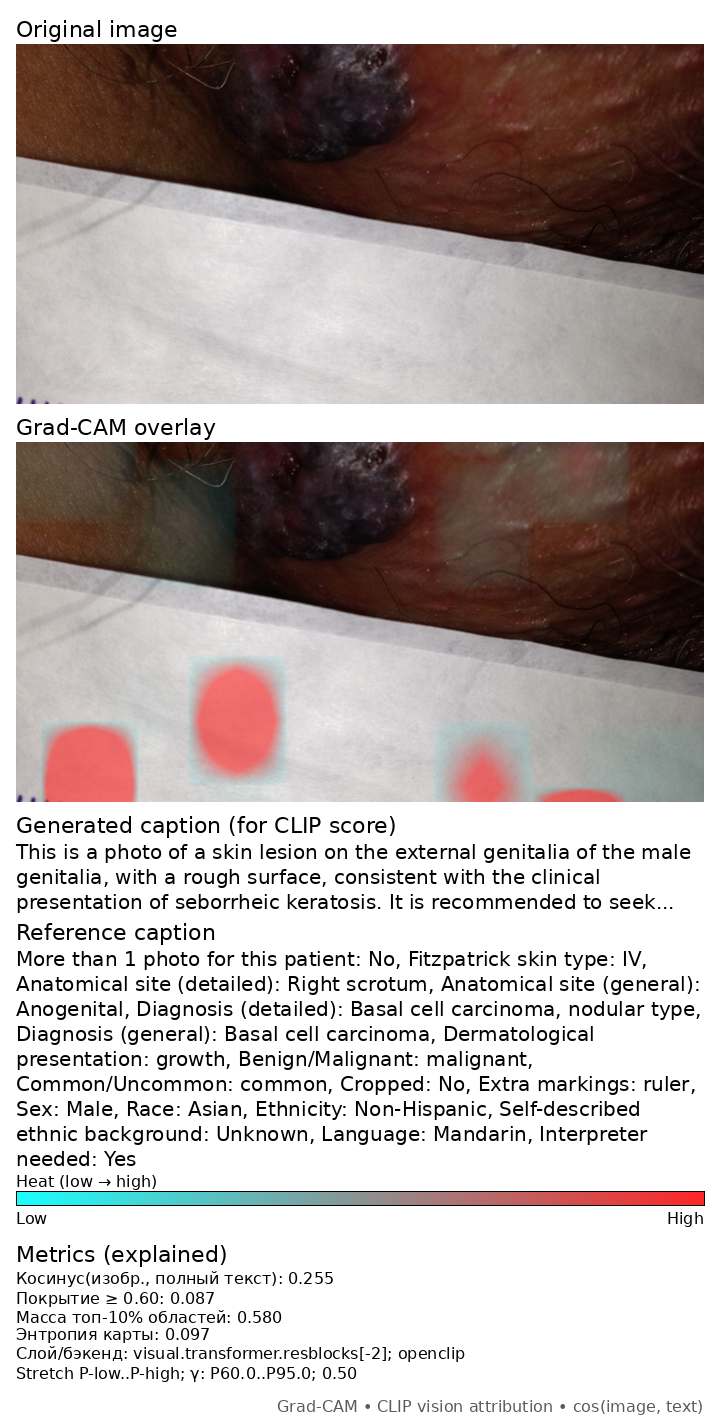 Original image
Grad-CAM overlay
Generated caption (for CLIP score)
This is a photo of a skin lesion on the external genitalia of the male
genitalia, with a rough surface, consistent with the clinical
presentation of seborrheic keratosis. It is recommended to seek...
Reference caption
More than 1 photo for this patient: No, Fitzpatrick skin type: IV,
Anatomical site (detailed): Right scrotum, Anatomical site (general):
Anogenital, Diagnosis (detailed): Basal cell carcinoma, nodular type,
Diagnosis (general): Basal cell carcinoma, Dermatological
presentation: growth, Benign/Malignant: malignant,
Common/Uncommon: common, Cropped: No, Extra markings: ruler,
Sex: Male, Race: Asian, Ethnicity: Non-Hispanic, Self-described
ethnic background: Unknown, Language: Mandarin, Interpreter
needed: Yes
Heat (low → high)
Low High
Metrics (explained)
Косинус(изобр., полный текст): 0.255
Покрытие ≥ 0.60: 0.087
Масса топ-10% областей: 0.580
Энтропия карты: 0.097
Слой/бэкенд: visual.transformer.resblocks[-2]; openclip
Stretch P-low..P-high; γ: P60.0..P95.0; 0.50
Grad-CAM • CLIP vision attribution • cos(image, text)